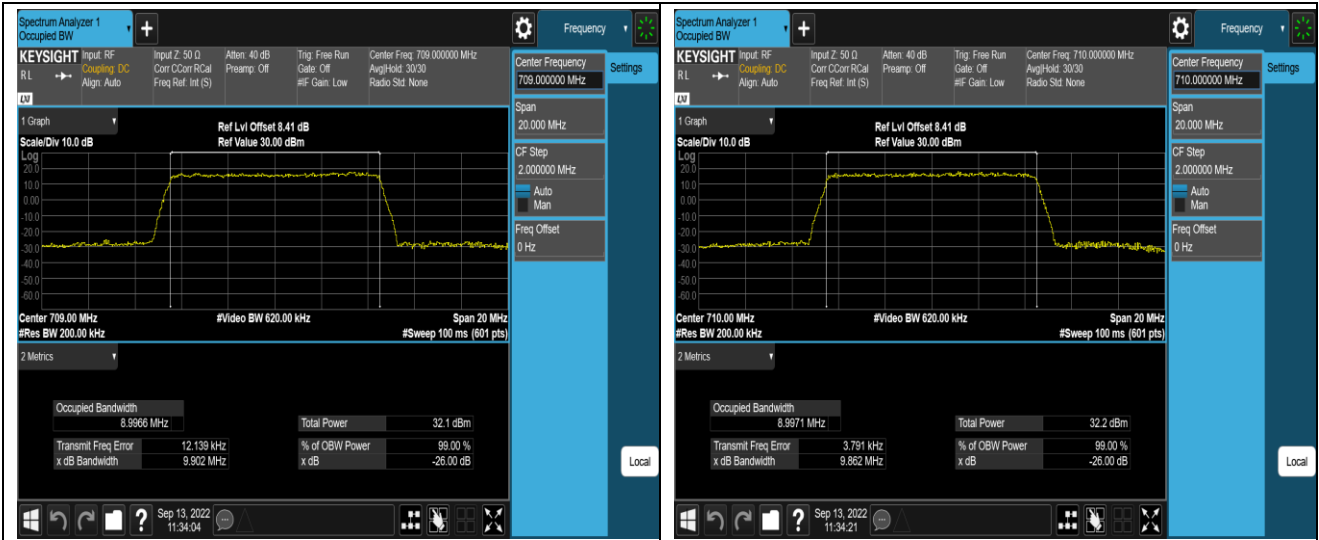 Spectrum Analyzer 1
Occupied BW
+
Frequency
KEYSIGHT Input: RF Input Z: 50 Ω Atten: 40 dB Trig: Free Run Center Freq: 709.000000 MHz
RL Coupling: DC Corr CCorr RCal Preamp: Off Gate: Off Avg|Hold: 30/30
Align: Auto Freq Ref: Int (S) #IF Gain: Low Radio Std: None
LXI
Center Frequency
709.000000 MHz
Settings
Span
20.000 MHz
CF Step
2.000000 MHz
Auto
Man
Freq Offset
0 Hz
1 Graph
Ref Lvl Offset 8.41 dB
Scale/Div 10.0 dB Ref Value 30.00 dBm
Log
20.0
10.0
0.00
-10.0
-20.0
-30.0
-40.0
-50.0
-60.0
Center 709.00 MHz #Video BW 620.00 kHz Span 20 MHz
#Res BW 200.00 kHz #Sweep 100 ms (601 pts)
2 Metrics
Occupied Bandwidth
8.9966 MHz Total Power 32.1 dBm
Transmit Freq Error 12.139 kHz % of OBW Power 99.00 %
x dB Bandwidth 9.902 MHz x dB -26.00 dB
Local
? Sep 13, 2022
11:34:04
Spectrum Analyzer 1
Occupied BW
+
Frequency
KEYSIGHT Input: RF Input Z: 50 Ω Atten: 40 dB Trig: Free Run Center Freq: 710.000000 MHz
RL Coupling: DC Corr CCorr RCal Preamp: Off Gate: Off Avg|Hold: 30/30
Align: Auto Freq Ref: Int (S) #IF Gain: Low Radio Std: None
LXI
Center Frequency
710.000000 MHz
Settings
Span
20.000 MHz
CF Step
2.000000 MHz
Auto
Man
Freq Offset
0 Hz
1 Graph
Ref Lvl Offset 8.41 dB
Scale/Div 10.0 dB Ref Value 30.00 dBm
Log
20.0
10.0
0.00
-10.0
-20.0
-30.0
-40.0
-50.0
-60.0
Center 710.00 MHz #Video BW 620.00 kHz Span 20 MHz
#Res BW 200.00 kHz #Sweep 100 ms (601 pts)
2 Metrics
Occupied Bandwidth
8.9971 MHz Total Power 32.2 dBm
Transmit Freq Error 3.791 kHz % of OBW Power 99.00 %
x dB Bandwidth 9.862 MHz x dB -26.00 dB
Local
? Sep 13, 2022
11:34:21